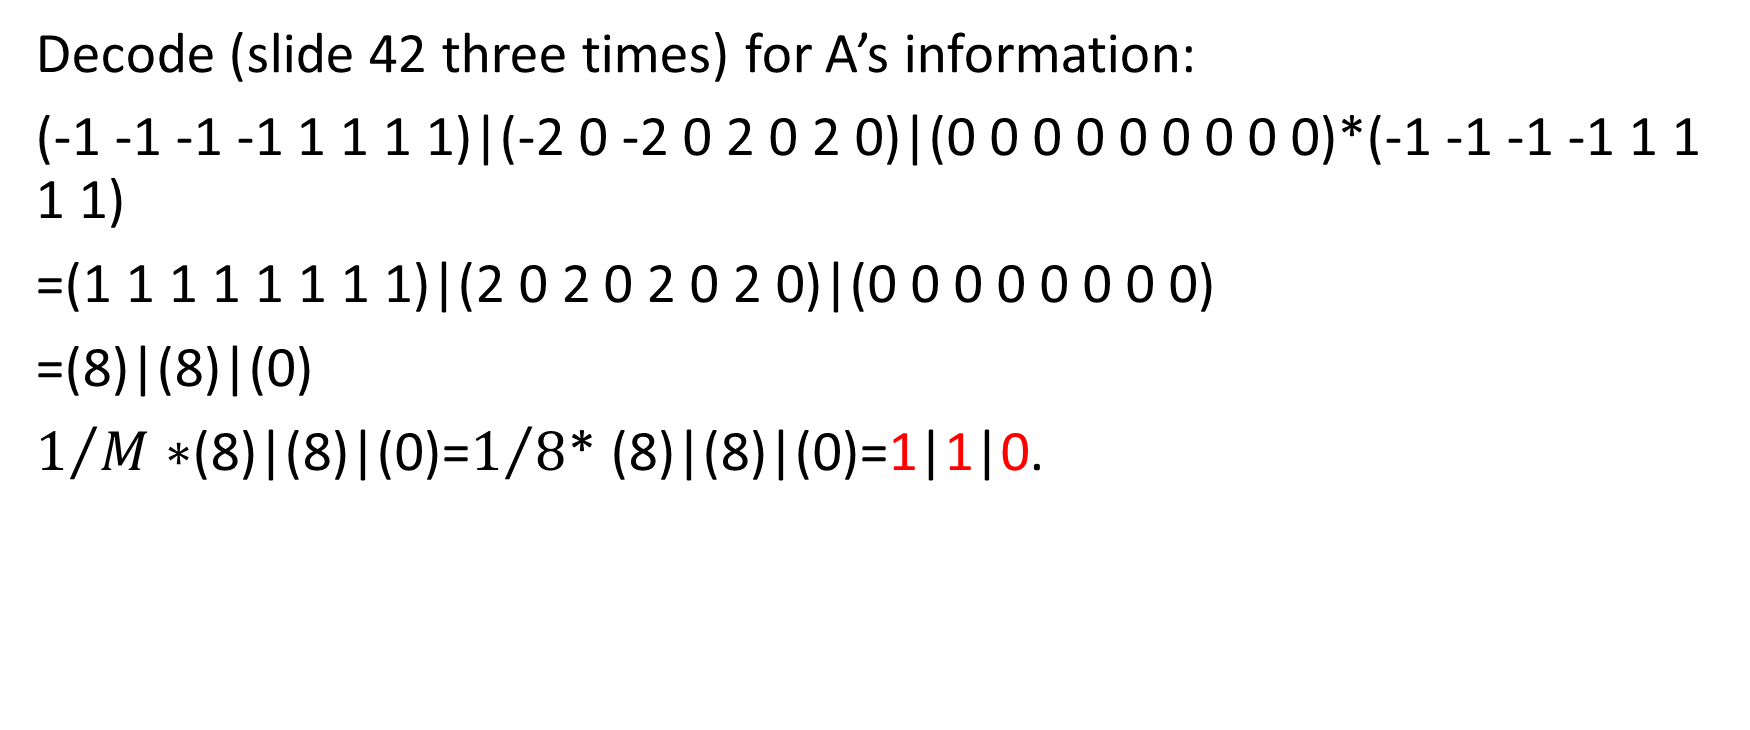 Decode (slide 42 three times) for A’s information:
(-1 -1 -1 -1 1 1 1 1)|(-2 0 -2 0 2 0 2 0)|(0 0 0 0 0 0 0 0 0)*(-1 -1 -1 -1 1 1
1 1)
=(1 1 1 1 1 1 1 1)|(2 0 2 0 2 0 2 0)|(0 0 0 0 0 0 0 0)
=(8)|(8)|(0)
1/M ∗(8)|(8)|(0)=1/8* (8)|(8)|(0)=1|1|0.